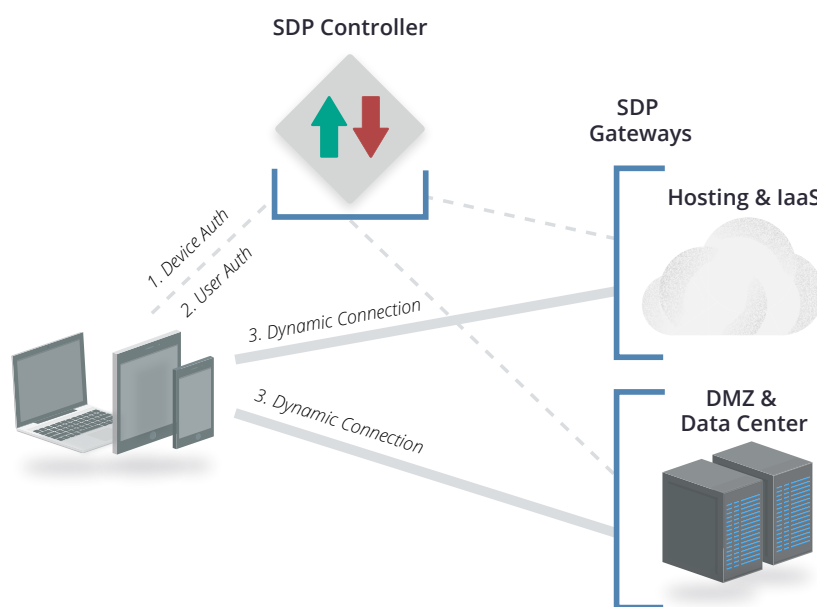 SDP Controller
SDP
Gateways
Hosting & IaaS
1. Device Auth
2. User Auth
3. Dynamic Connection
3. Dynamic Connection
DMZ &
Data Center